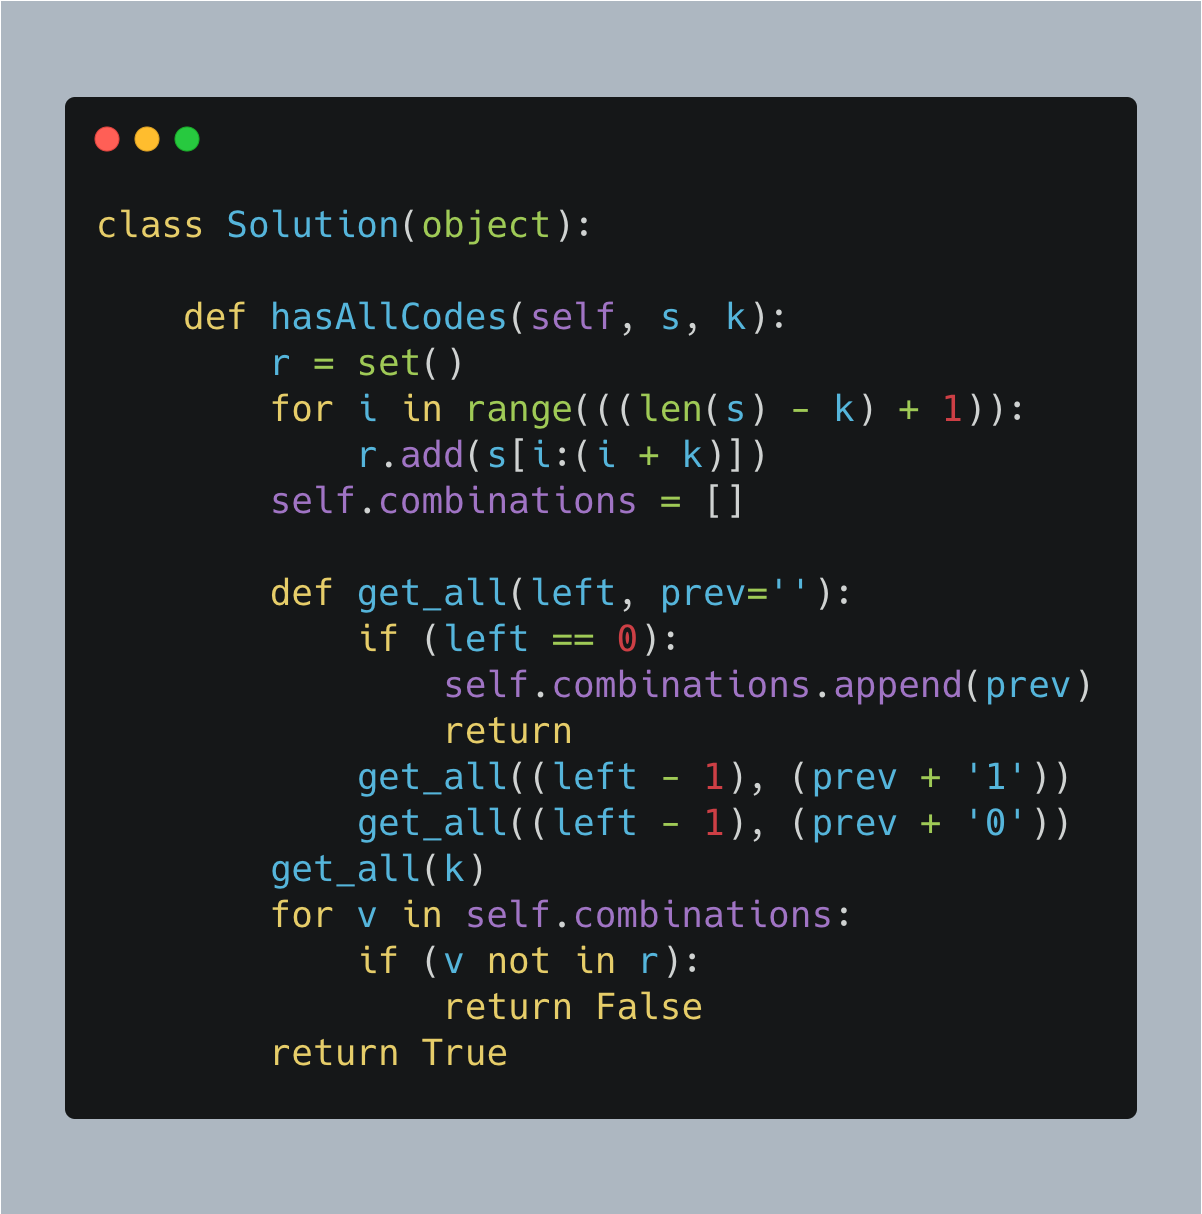 class Solution(object):

    def hasAllCodes(self, s, k):
        r = set()
        for i in range(((len(s) - k) + 1)):
            r.add(s[i:(i + k)])
        self.combinations = []

        def get_all(left, prev=''):
            if (left == 0):
                self.combinations.append(prev)
                return
            get_all((left - 1), (prev + '1'))
            get_all((left - 1), (prev + '0'))
        get_all(k)
        for v in self.combinations:
            if (v not in r):
                return False
        return True